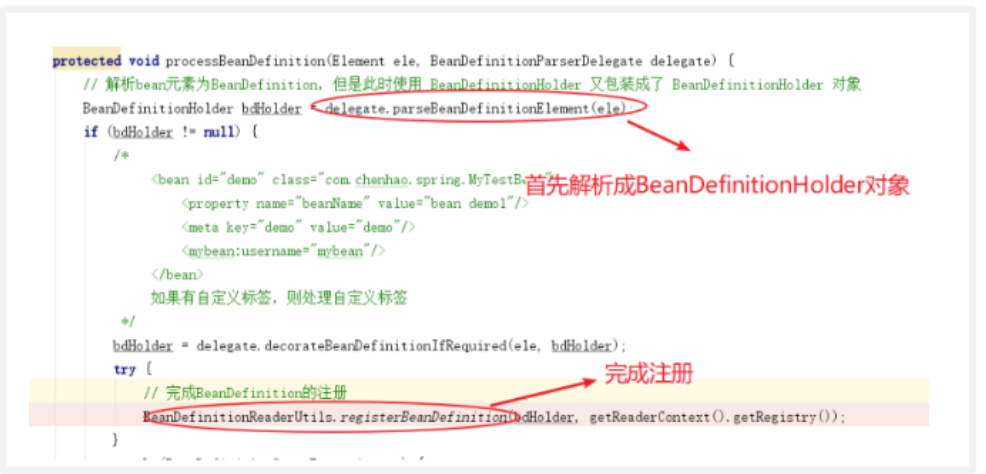 protected void processBeanDefinition(Element ele, BeanDefinitionParserDelegate delegate) {
// 解析bean元素为BeanDefinition，但是此时使用 BeanDefinitionHolder 又包装成了 BeanDefinitionHolder 对象
BeanDefinitionHolder bdHolder = delegate.parseBeanDefinitionElement(ele);
if (bdHolder != null) {
/*
<bean id="demo" class="com.chenhao.spring.MyTestB
首先解析成BeanDefinitionHolder对象
<property name="beanName" value="bean demo1"/>
<meta key="demo" value="demo"/>
<mybean:username="mybean"/>
</bean>
如果有自定义标签，则处理自定义标签
*/
bdHolder = delegate.decorateBeanDefinitionIfRequired(ele, bdHolder);
try {
完成注册
// 完成BeanDefinition的注册
BeanDefinitionReaderUtils.registerBeanDefinition(bdHolder, getReaderContext().getRegistry());
}